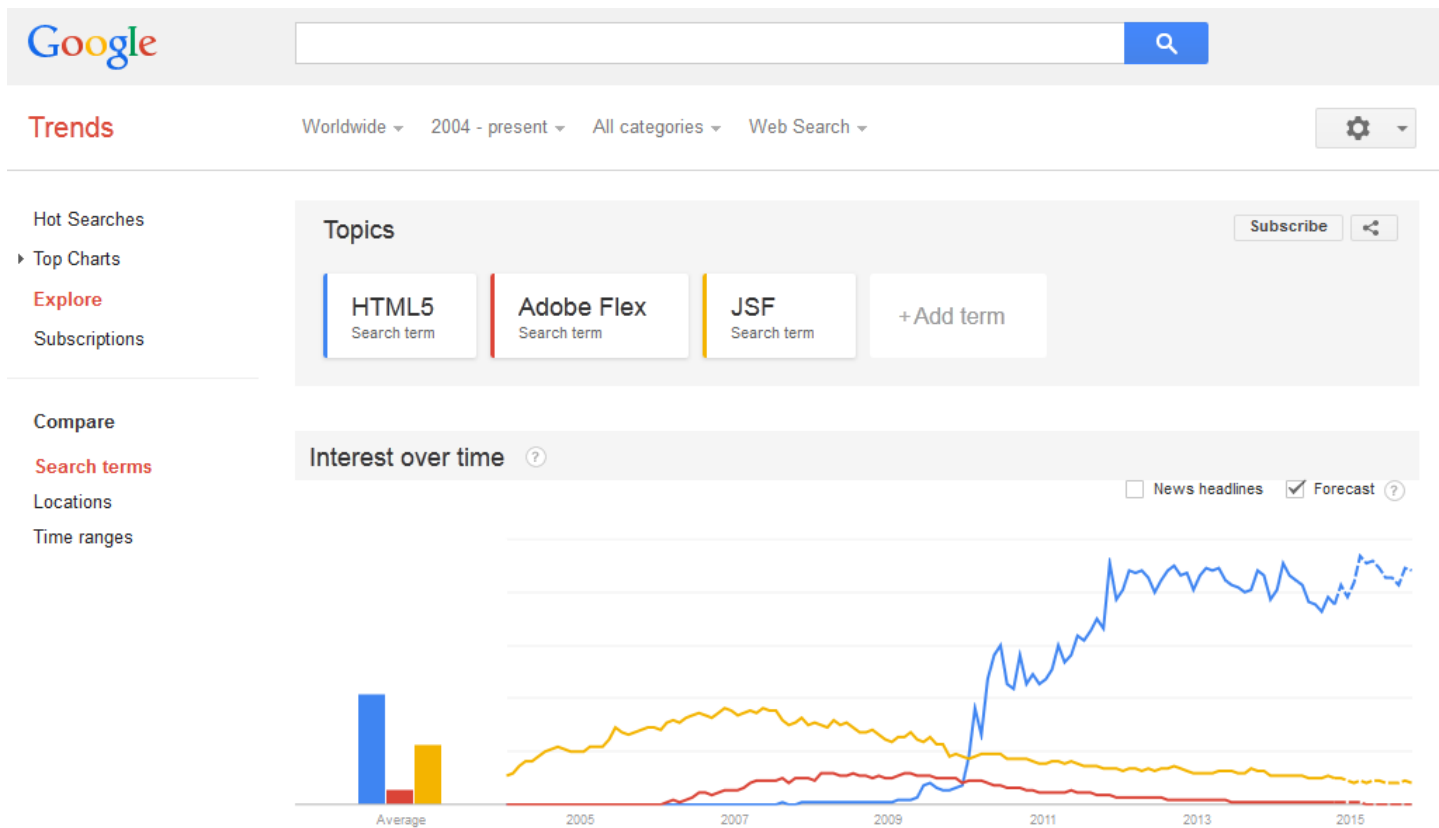 Google
Trends
Worldwide 2004 - present All categories Web Search
Hot Searches
Top Charts
Explore
Subscriptions
Compare
Search terms
Locations
Time ranges
Topics
Subscribe
HTML5
Search term
Adobe Flex
Search term
JSF
Search term
+Add term
Interest over time ?
News headlines Forecast ?
Average 2005 2007 2009 2011 2013 2015